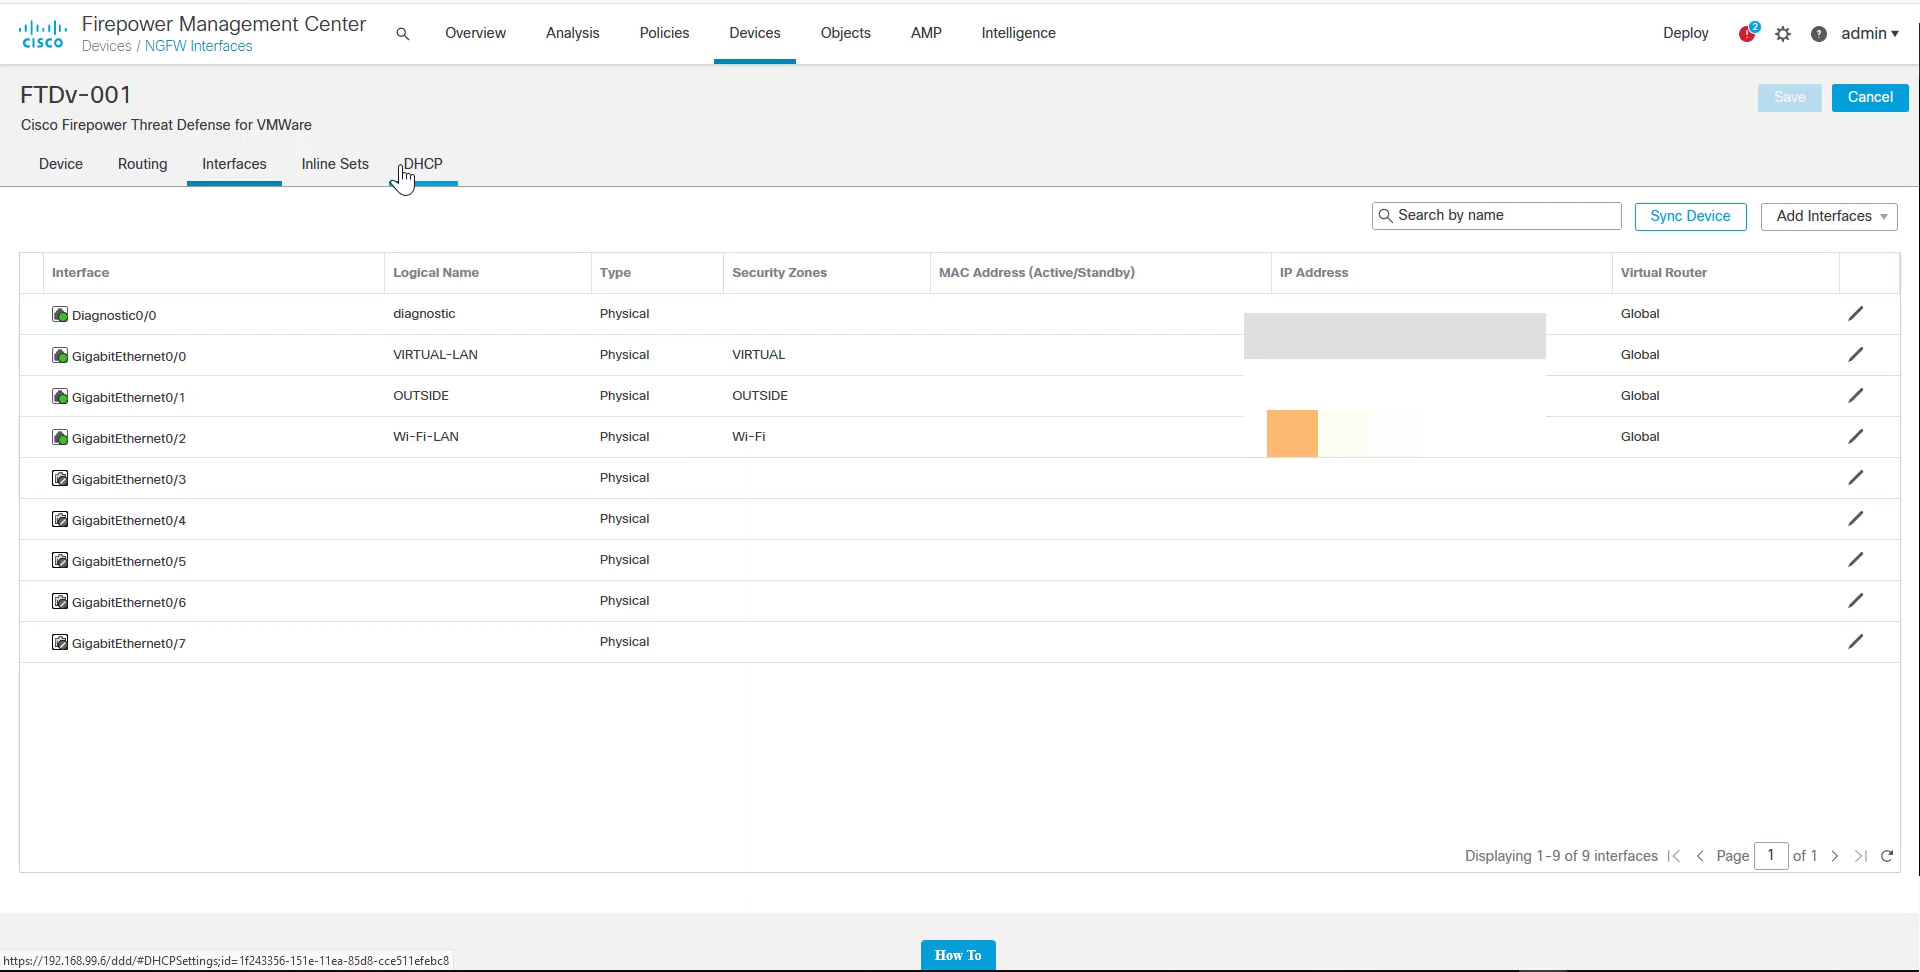 Firepower Management Center
Devices / NGFW Interfaces
Overview Analysis Policies Devices Objects AMP Intelligence
Deploy 2 ? admin
CISCO
FTDv-001
Save Cancel
Cisco Firepower Threat Defense for VMWare
Device Routing Interfaces Inline Sets DHCP
Search by name Sync Device Add Interfaces
Interface Logical Name Type Security Zones MAC Address (Active/Standby) IP Address Virtual Router
Diagnostic0/0 diagnostic Physical Global
GigabitEthernet0/0 VIRTUAL-LAN Physical VIRTUAL Global
GigabitEthernet0/1 OUTSIDE Physical OUTSIDE Global
GigabitEthernet0/2 Wi-Fi-LAN Physical Wi-Fi Global
GigabitEthernet0/3 Physical
GigabitEthernet0/4 Physical
GigabitEthernet0/5 Physical
GigabitEthernet0/6 Physical
GigabitEthernet0/7 Physical
Displaying 1-9 of 9 interfaces Page 1 of 1
How To
https://192.168.99.6/ddd/#DHCPSettings;id=1f243356-151e-11ea-85d8-cce511efebc8